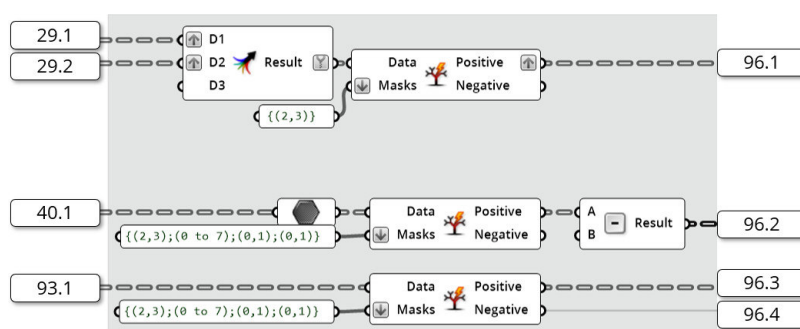 29.1
29.2
D1
D2 Result
D3
Data Positive
Masks Negative
{(2,3)}
96.1
40.1
{(2,3);(0 to 7);(0,1);(0,1)}
Data Positive
Masks Negative
A
B
Result
96.2
93.1
{(2,3);(0 to 7);(0,1);(0,1)}
Data Positive
Masks Negative
96.3
96.4